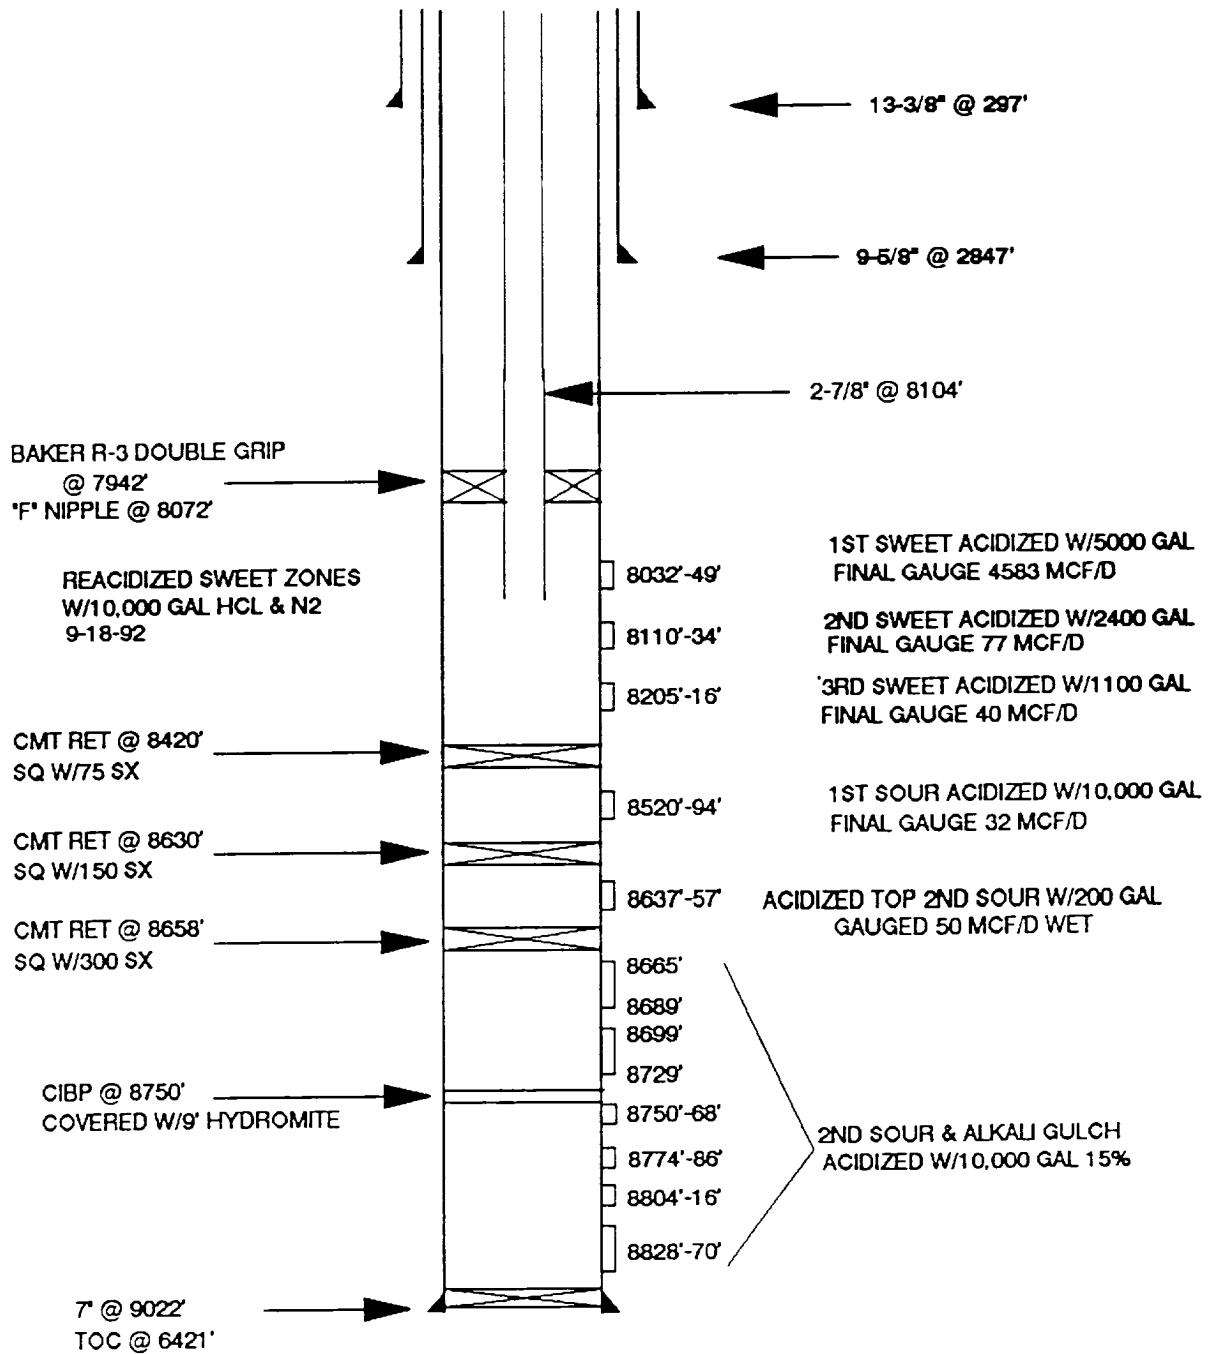 13-3/8" @ 297'
9-5/8" @ 2847'
2-7/8" @ 8104'
BAKER R-3 DOUBLE GRIP
@ 7942'
"F" NIPPLE @ 8072'
1ST SWEET ACIDIZED W/5000 GAL
FINAL GAUGE 4583 MCF/D
8032'-49'
REACIDIZED SWEET ZONES
W/10,000 GAL HCL & N2
9-18-92
2ND SWEET ACIDIZED W/2400 GAL
FINAL GAUGE 77 MCF/D
8110'-34'
'3RD SWEET ACIDIZED W/1100 GAL
FINAL GAUGE 40 MCF/D
8205'-16'
CMT RET @ 8420'
SQ W/75 SX
8520'-94'
1ST SOUR ACIDIZED W/10,000 GAL
FINAL GAUGE 32 MCF/D
CMT RET @ 8630'
SQ W/150 SX
8637'-57'
ACIDIZED TOP 2ND SOUR W/200 GAL
GAUGED 50 MCF/D WET
CMT RET @ 8658'
SQ W/300 SX
8665'
8689'
8699'
8729'
CIBP @ 8750'
COVERED W/9' HYDROMITE
8750'-68'
8774'-86'
8804'-16'
8828'-70'
2ND SOUR & ALKALI GULCH
ACIDIZED W/10,000 GAL 15%
7" @ 9022'
TOC @ 6421'